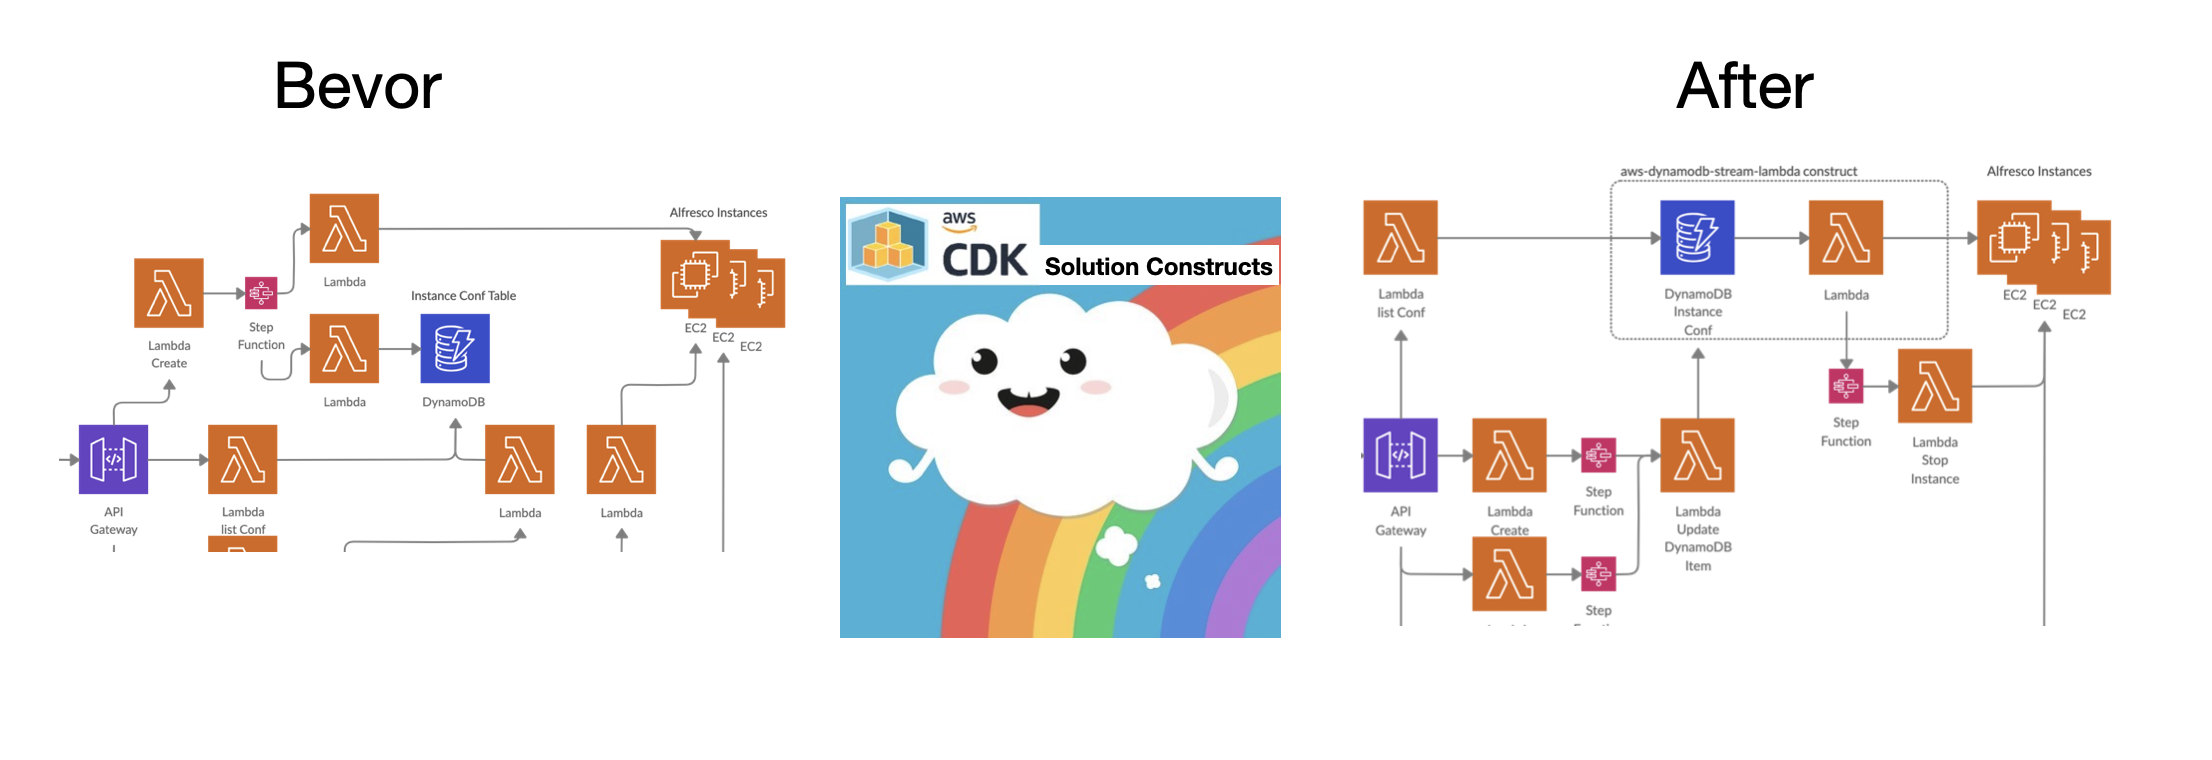 Bevor
Alfresco Instances
Lambda
Instance Conf Table
Step
Function
Lambda
Create
EC2
EC2
EC2
Lambda
DynamoDB
API
Gateway
Lambda
list Conf
Lambda
Lambda
aws
CDK
Solution Constructs
After
aws-dynamodb-stream-lambda construct
Alfresco Instances
Lambda
list Conf
DynamoDB
Instance
Conf
Lambda
EC2
EC2
EC2
Step
Function
Lambda
Stop
Instance
API
Gateway
Lambda
Create
Step
Function
Lambda
Update
DynamoDB
Item
Step